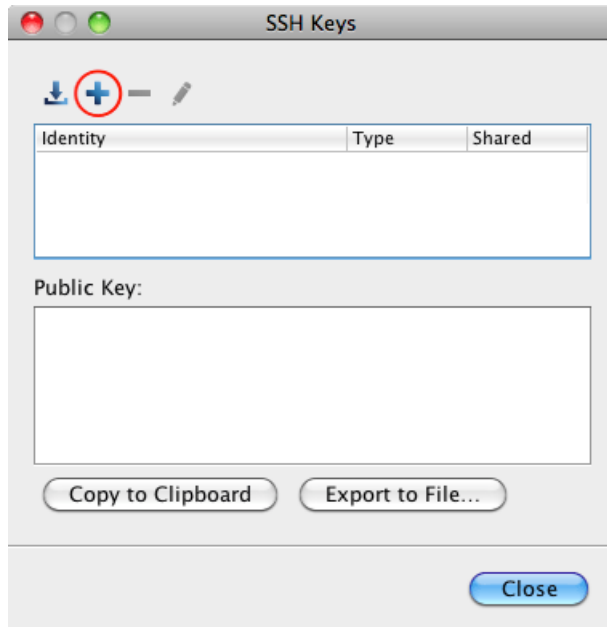 SSH Keys
Identity Type Shared
Public Key:
Copy to Clipboard Export to File...
Close